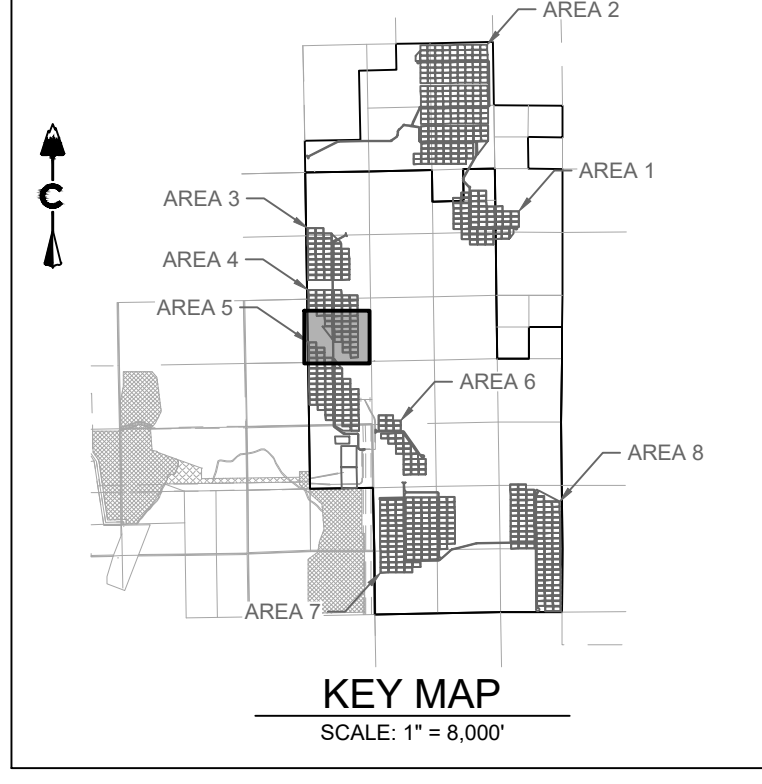 AREA 2
AREA 1
AREA 3
AREA 4
AREA 5
AREA 6
AREA 8
AREA 7
C
KEY MAP
SCALE: 1" = 8,000'